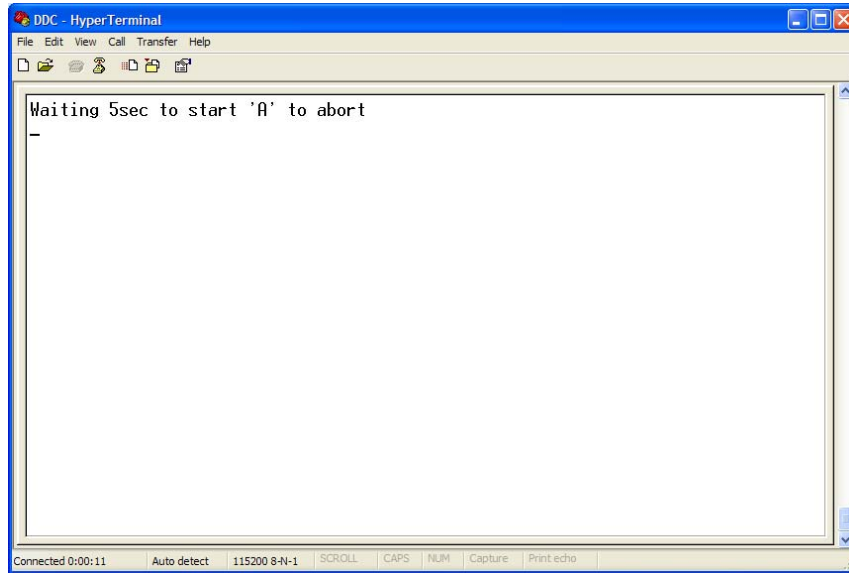 DDC - HyperTerminal
File Edit View Call Transfer Help
Waiting 5sec to start 'A' to abort
Connected 0:00:11 Auto detect 115200 8-N-1 SCROLL CAPS NUM Capture Print echo